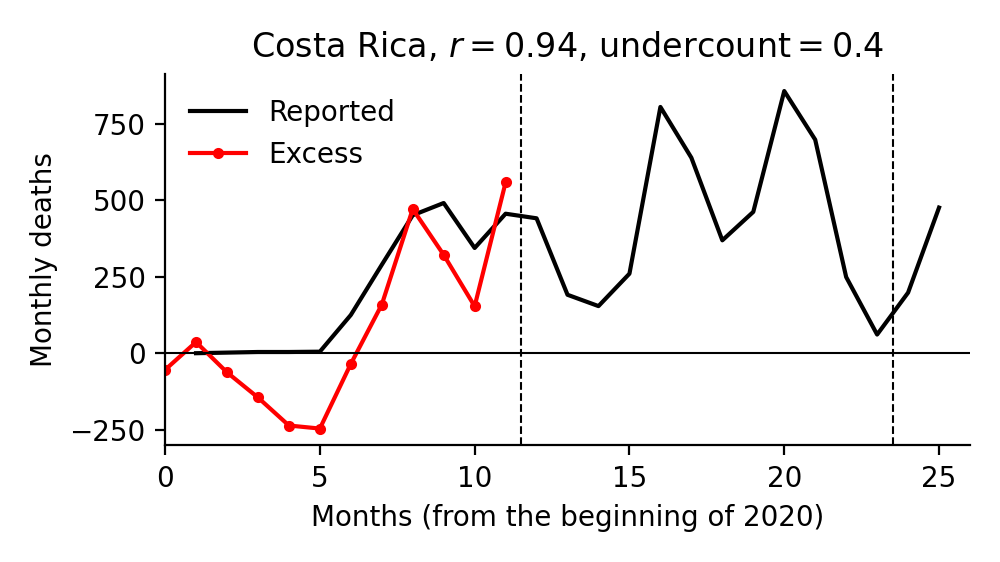 Costa Rica, r = 0.94, undercount = 0.4
Reported
Excess
Monthly deaths
750
500
250
0
−250
0 5 10 15 20 25
Months (from the beginning of 2020)